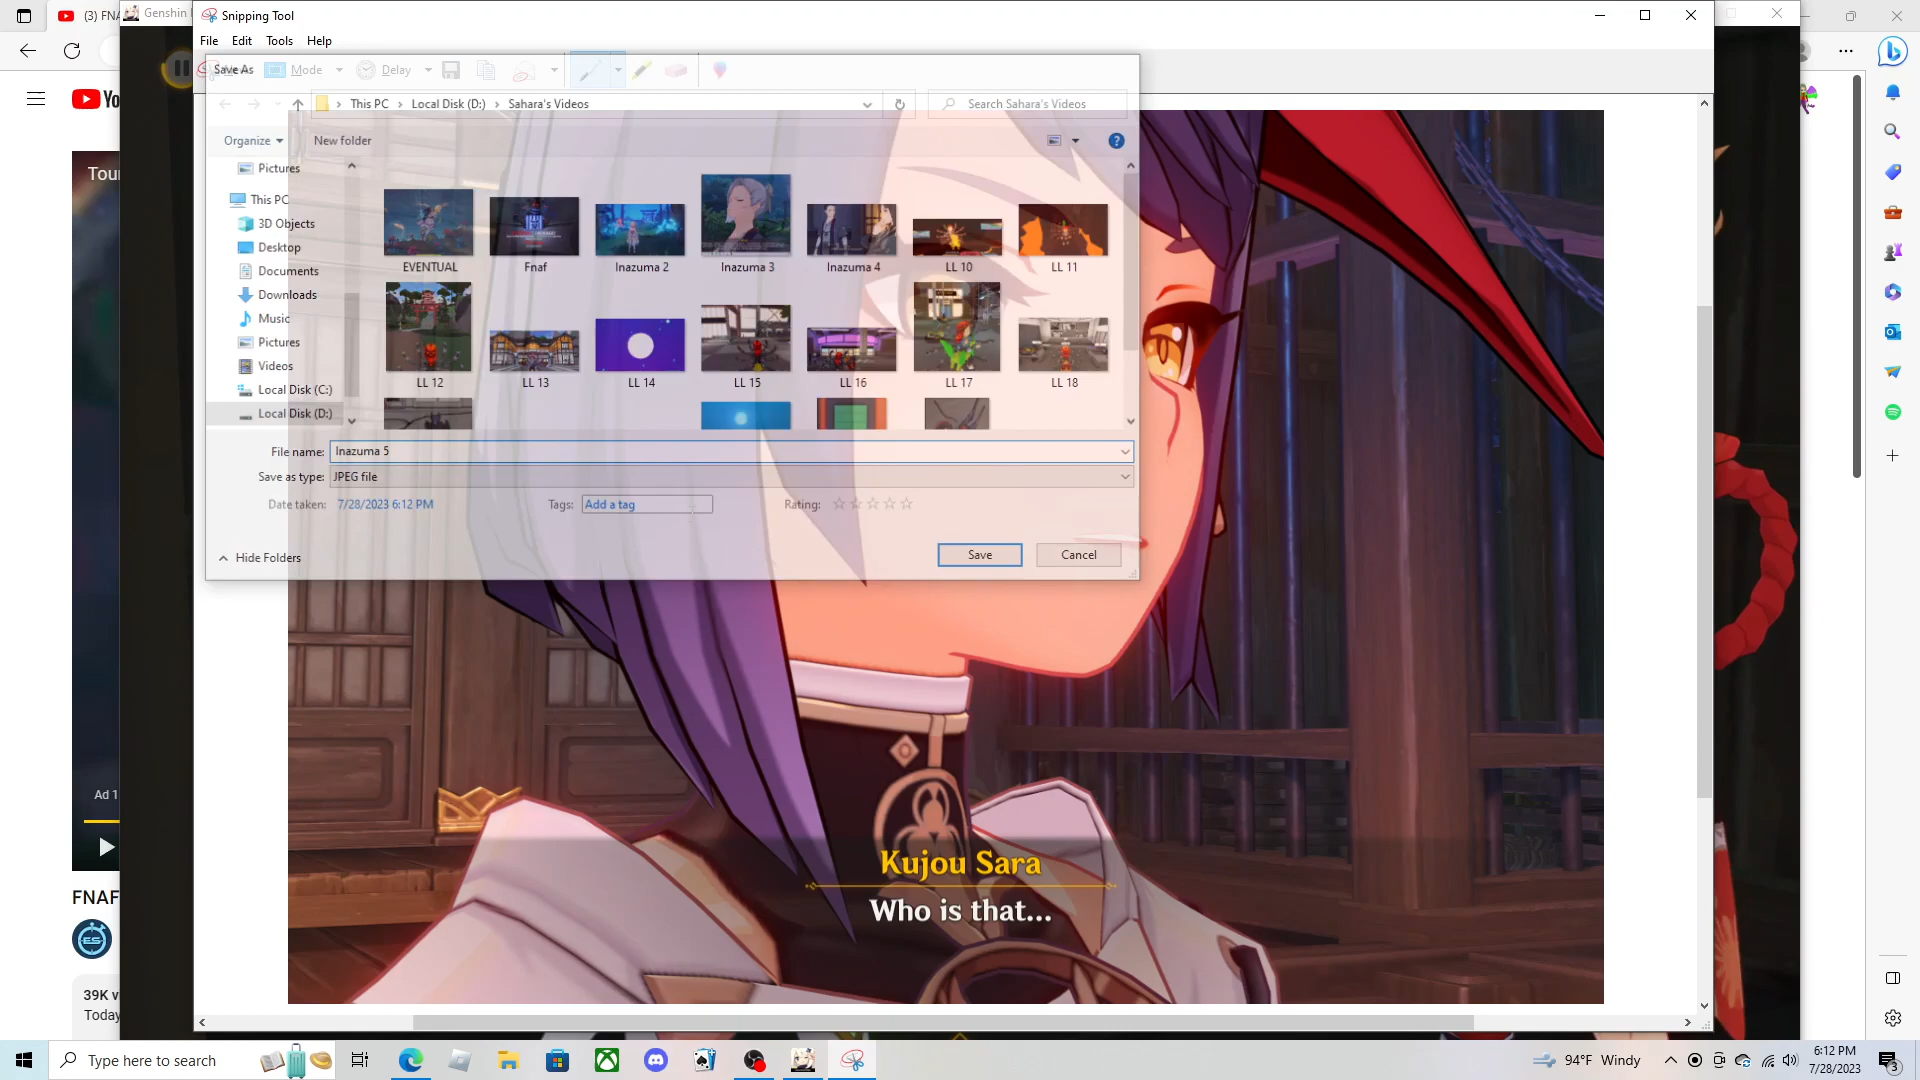 (3) FNA
Genshin
Snipping Tool
File Edit Tools Help
Save As
Mode
Delay
This PC
Local Disk (D:)
Sahara's Videos
Search Sahara's Videos
Organize
New folder
Tour
Pictures
This PC
3D Objects
Desktop
Documents
Downloads
Music
Pictures
Videos
Local Disk (C:)
Local Disk (D:)
EVENTUAL
Fnaf
Inazuma 2
Inazuma 3
Inazuma 4
LL 10
LL 11
LL 12
LL 13
LL 14
LL 15
LL 16
LL 17
LL 18
File name: Inazuma 5
Save as type: JPEG file
Date taken: 7/28/2023 6:12 PM
Tags: Add a tag
Rating:
Hide Folders
Save
Cancel
Ad 1
Kujou Sara
Who is that...
FNAF
ES
39K v
Today
Type here to search
94°F Windy
6:12 PM
7/28/2023
3